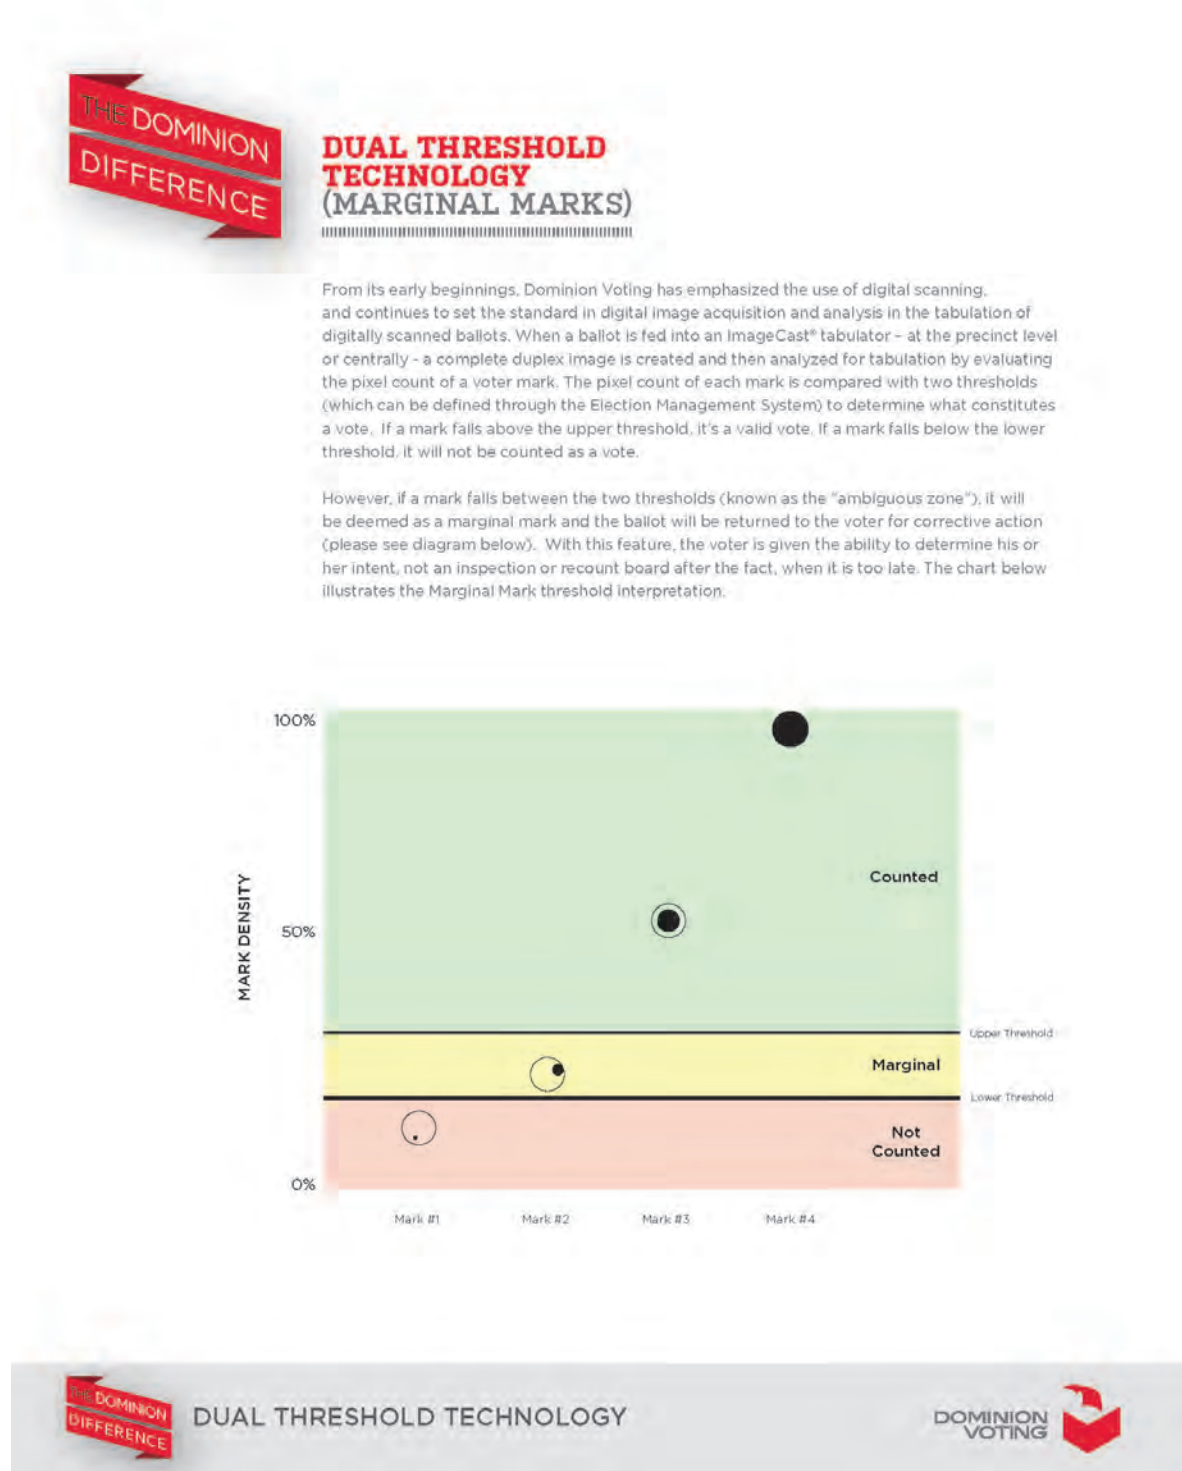 THE DOMINION
DIFFERENCE
DUAL THRESHOLD
TECHNOLOGY
(MARGINAL MARKS)
From its early beginnings, Dominion Voting has emphasized the use of digital scanning,
and continues to set the standard in digital image acquisition and analysis in the tabulation of
digitally scanned ballots. When a ballot is fed into an ImageCast® tabulator – at the precinct level
or centrally - a complete duplex image is created and then analyzed for tabulation by evaluating
the pixel count of a voter mark. The pixel count of each mark is compared with two thresholds
(which can be defined through the Election Management System) to determine what constitutes
a vote. If a mark falls above the upper threshold, it's a valid vote. If a mark falls below the lower
threshold, it will not be counted as a vote.
However, if a mark falls between the two thresholds (known as the "ambiguous zone"), it will
be deemed as a marginal mark and the ballot will be returned to the voter for corrective action
(please see diagram below). With this feature, the voter is given the ability to determine his or
her intent, not an inspection or recount board after the fact, when it is too late. The chart below
illustrates the Marginal Mark threshold interpretation.
100%
Counted
MARK DENSITY
50%
Upper Threshold
Marginal
Lower Threshold
Not
Counted
0%
Mark #1 Mark #2 Mark #3 Mark #4
THE DOMINION
DIFFERENCE
DUAL THRESHOLD TECHNOLOGY
DOMINION
VOTING